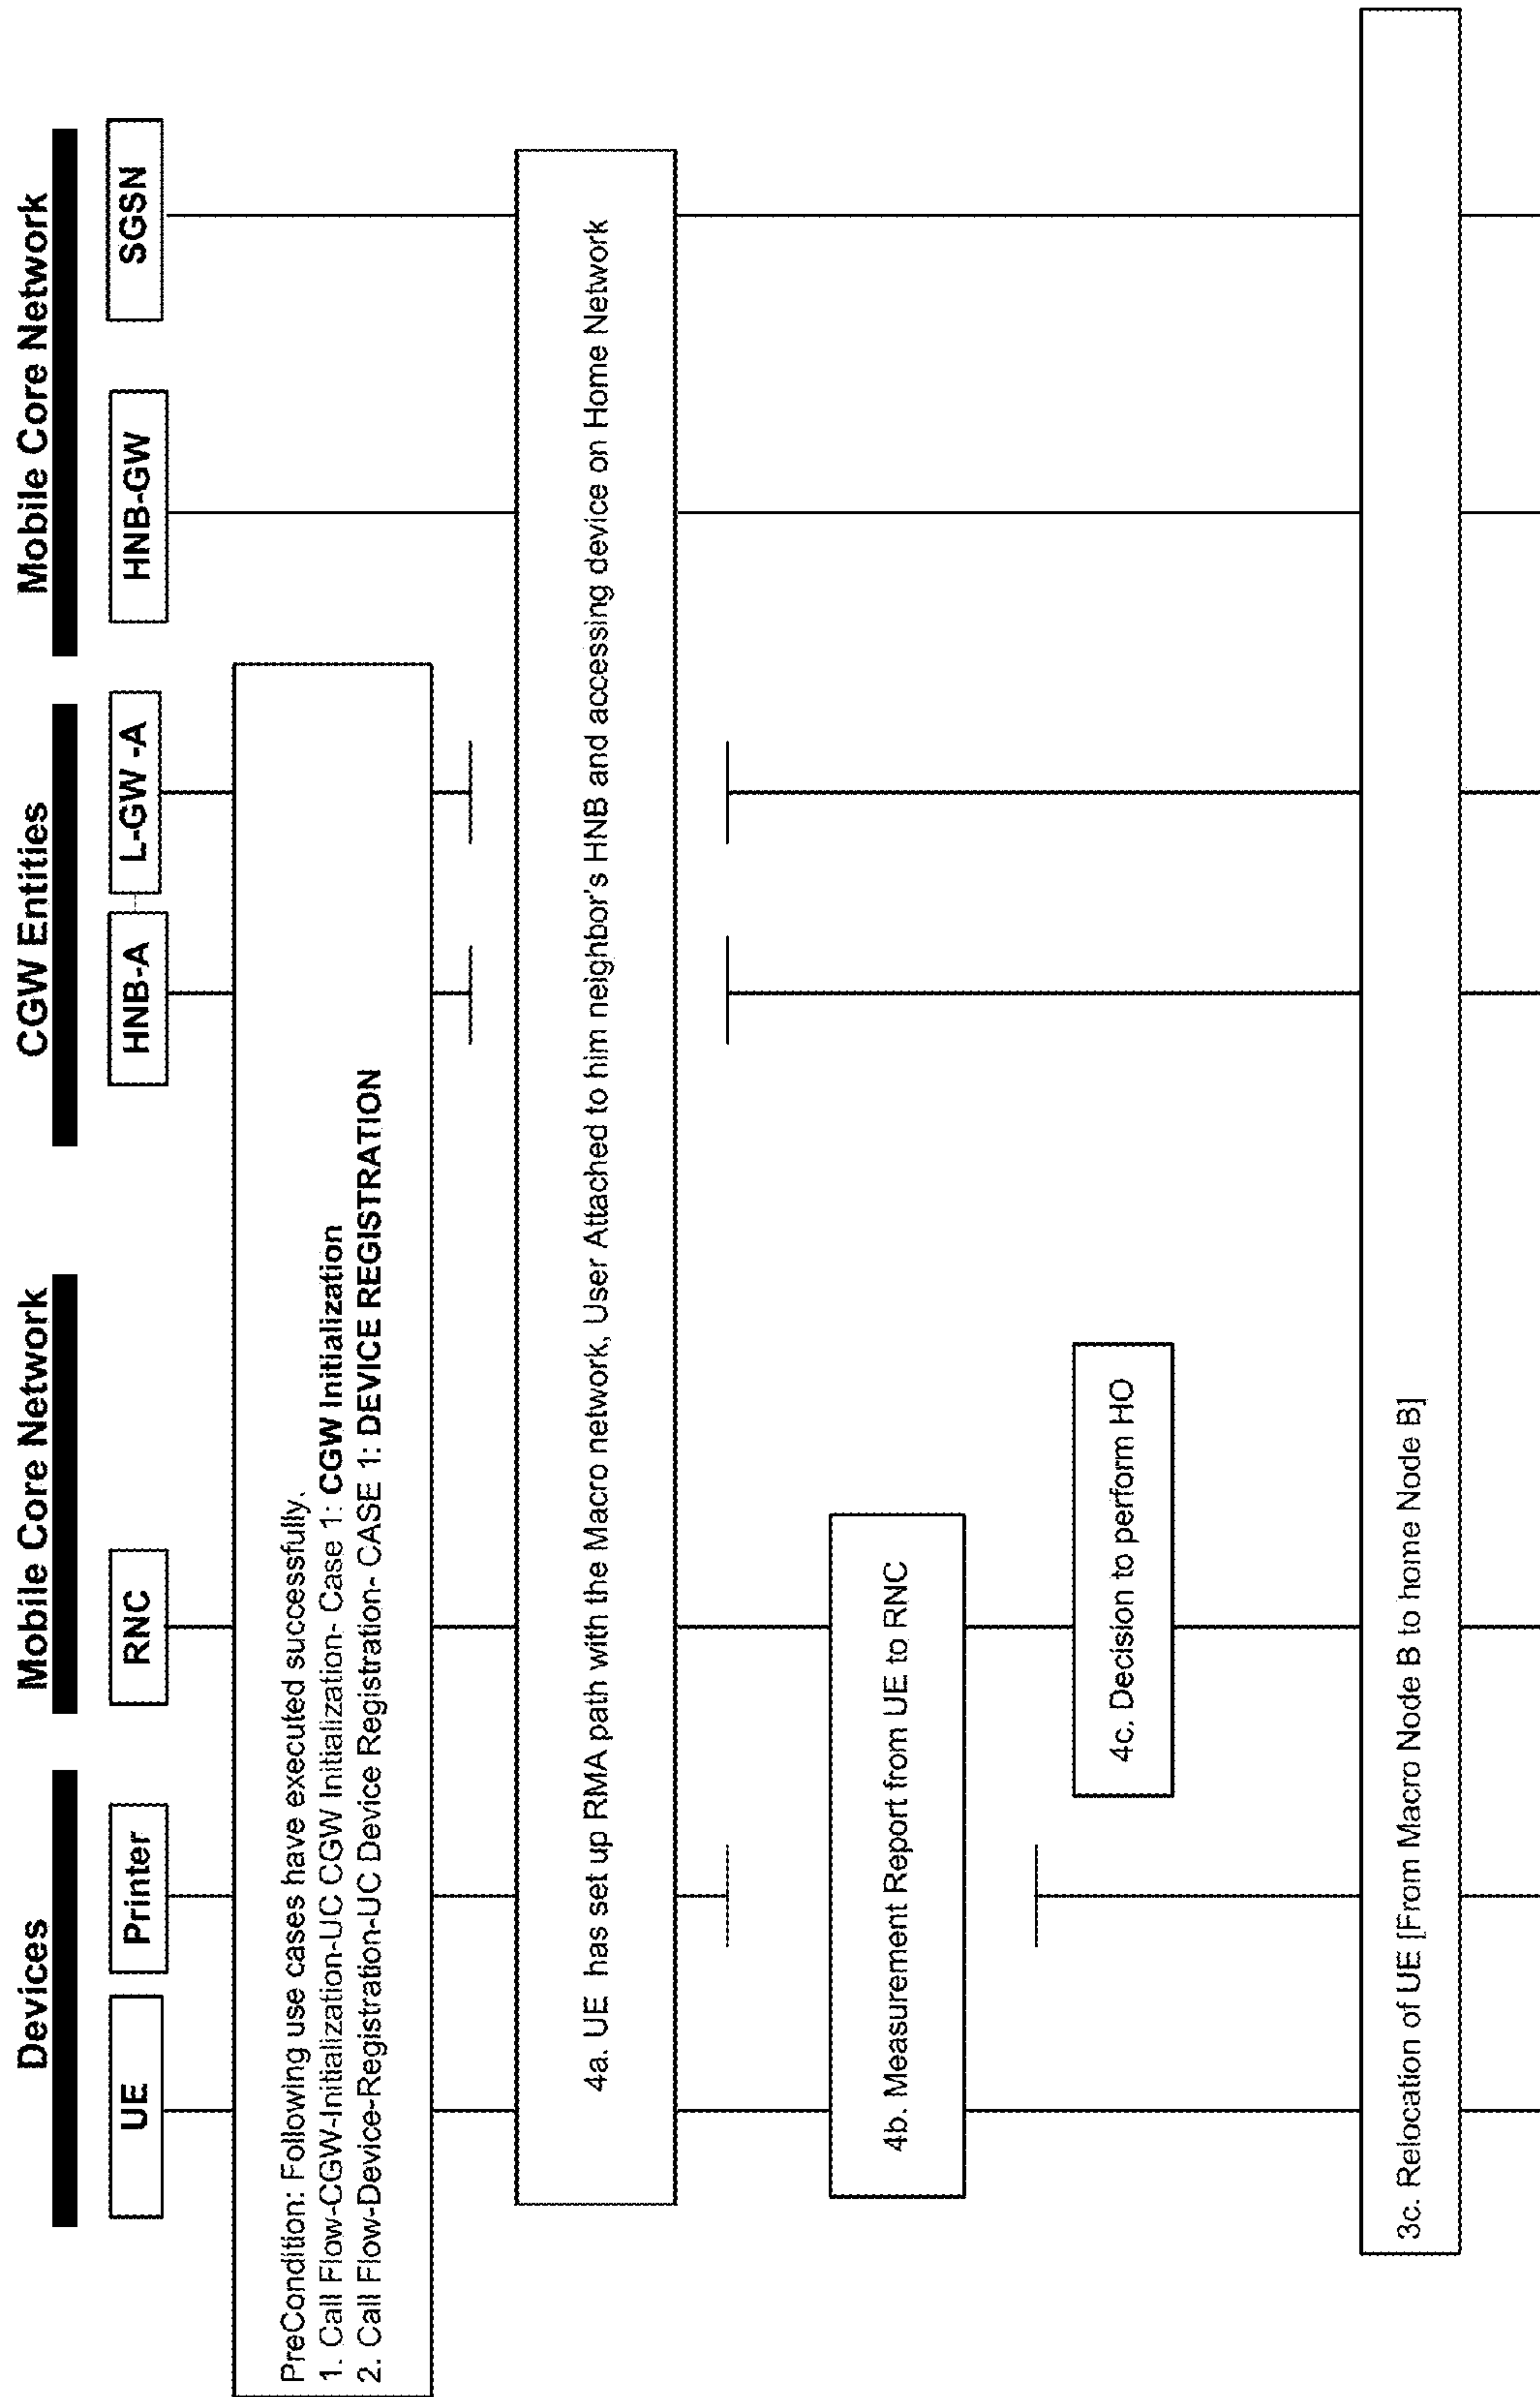 Devices
Mobile Core Network
CGW Entities
Mobile Core Network
UE
Printer
RNC
HNB-A
L-GW -A
HNB-GW
SGSN
PreCondition: Following use cases have executed successfully.
1. Call Flow-CGW-Initialization-UC CGW Initialization- Case 1: CGW Initialization
2. Call Flow-Device-Registration-UC Device Registration- CASE 1: DEVICE REGISTRATION
4a. UE has set up RMA path with the Macro network, User Attached to him neighbor's HNB and accessing device on Home Network
4b. Measurement Report from UE to RNC
4c. Decision to perform HO
3c. Relocation of UE [From Macro Node B to home Node B]